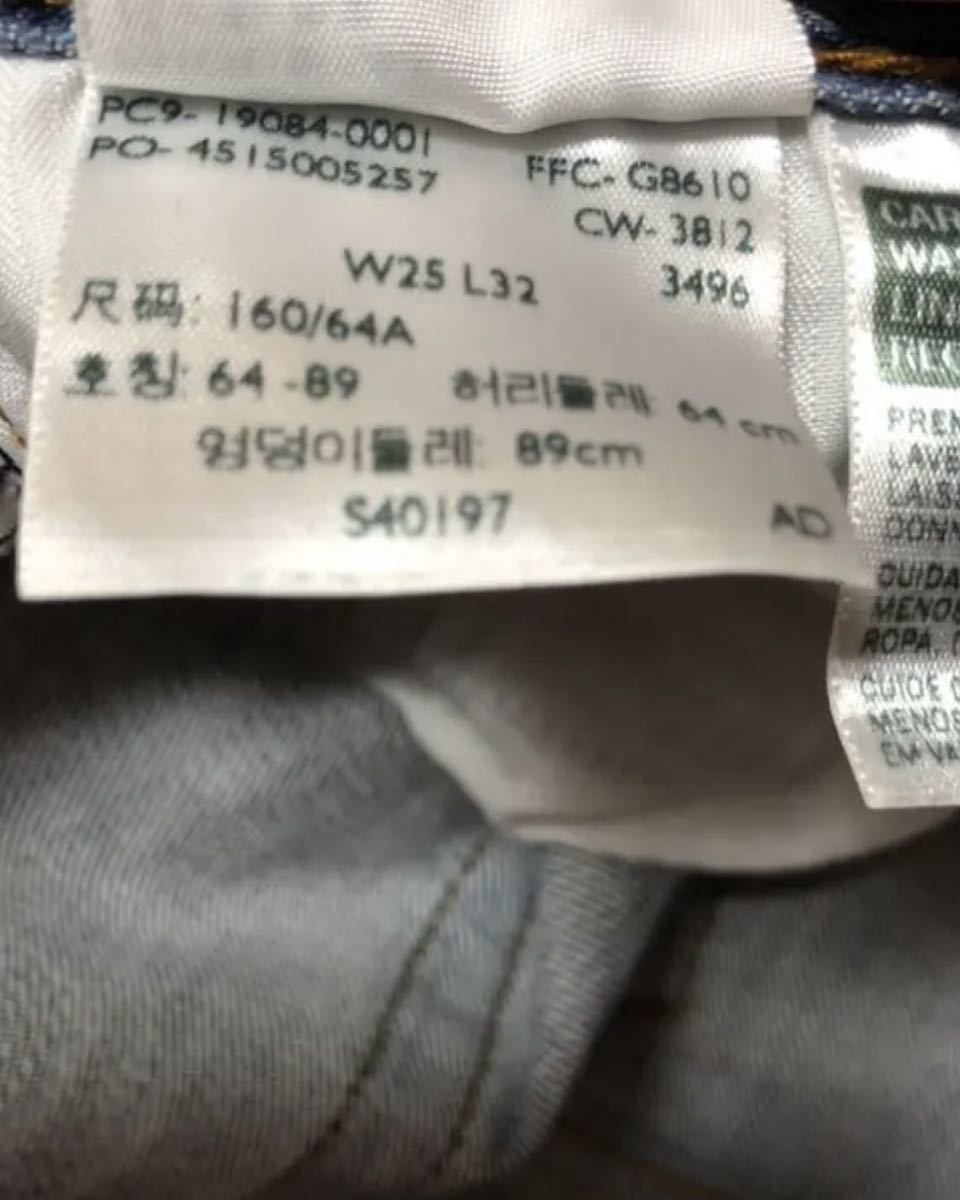 PC9- 19084-0001
PO- 4515005257
FFC- G8610
CW- 3812
W25 L32
3496
尺码: 160/64A
호칭: 64 -89 허리둘레: 64 cm
엉덩이둘레: 89cm
S40197
AD
CAR
WA
PREN
LAVE
LAIS
DONN
CUIDA
MENOS
ROPA.
CUIDE
MENOS
EM VA